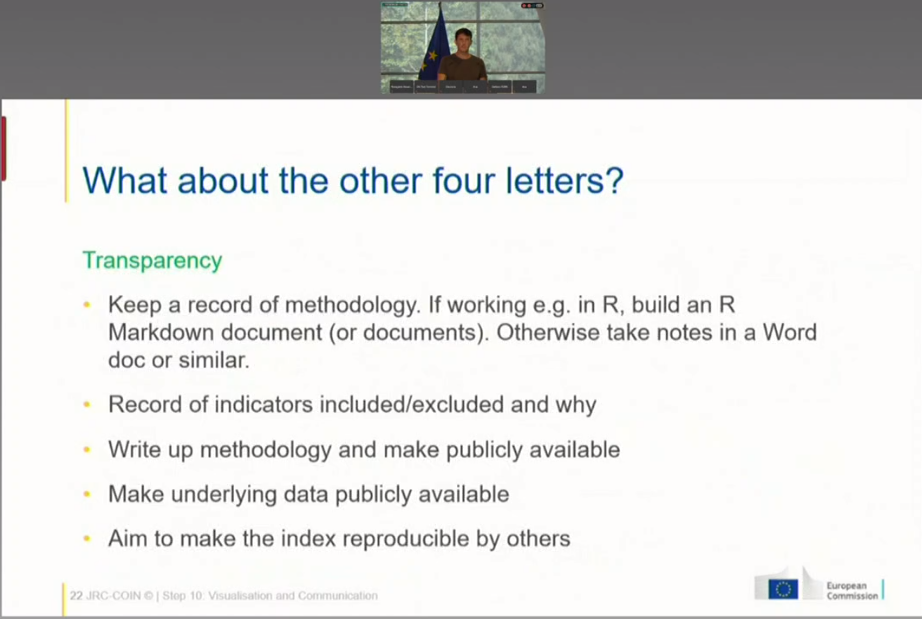 What about the other four letters?
Transparency
• Keep a record of methodology. If working e.g. in R, build an R
Markdown document (or documents). Otherwise take notes in a Word
doc or similar.
• Record of indicators included/excluded and why
• Write up methodology and make publicly available
• Make underlying data publicly available
• Aim to make the index reproducible by others
22 JRC-COIN © | Step 10: Visualisation and Communication
European
Commission